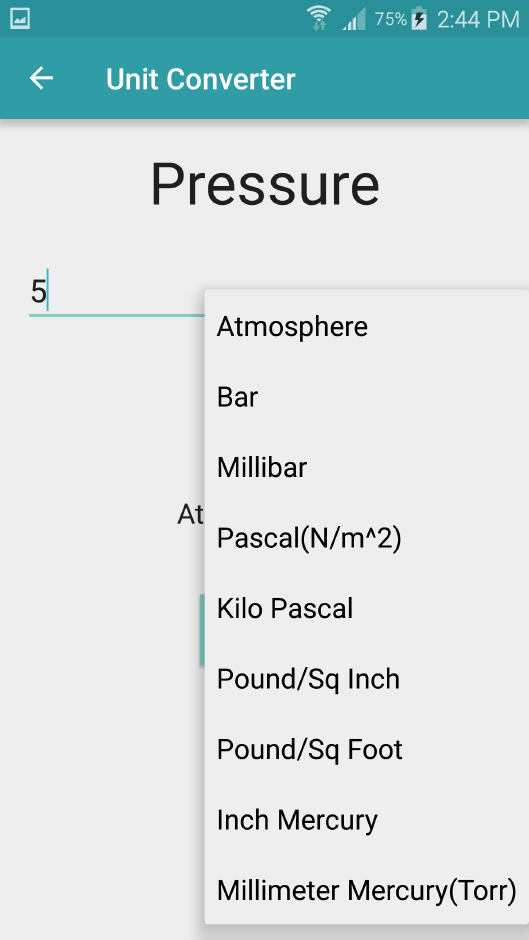 75% 2:44 PM
Unit Converter
Pressure
5
Atmosphere
Bar
Millibar
At
Pascal(N/m^2)
Kilo Pascal
Pound/Sq Inch
Pound/Sq Foot
Inch Mercury
Millimeter Mercury(Torr)